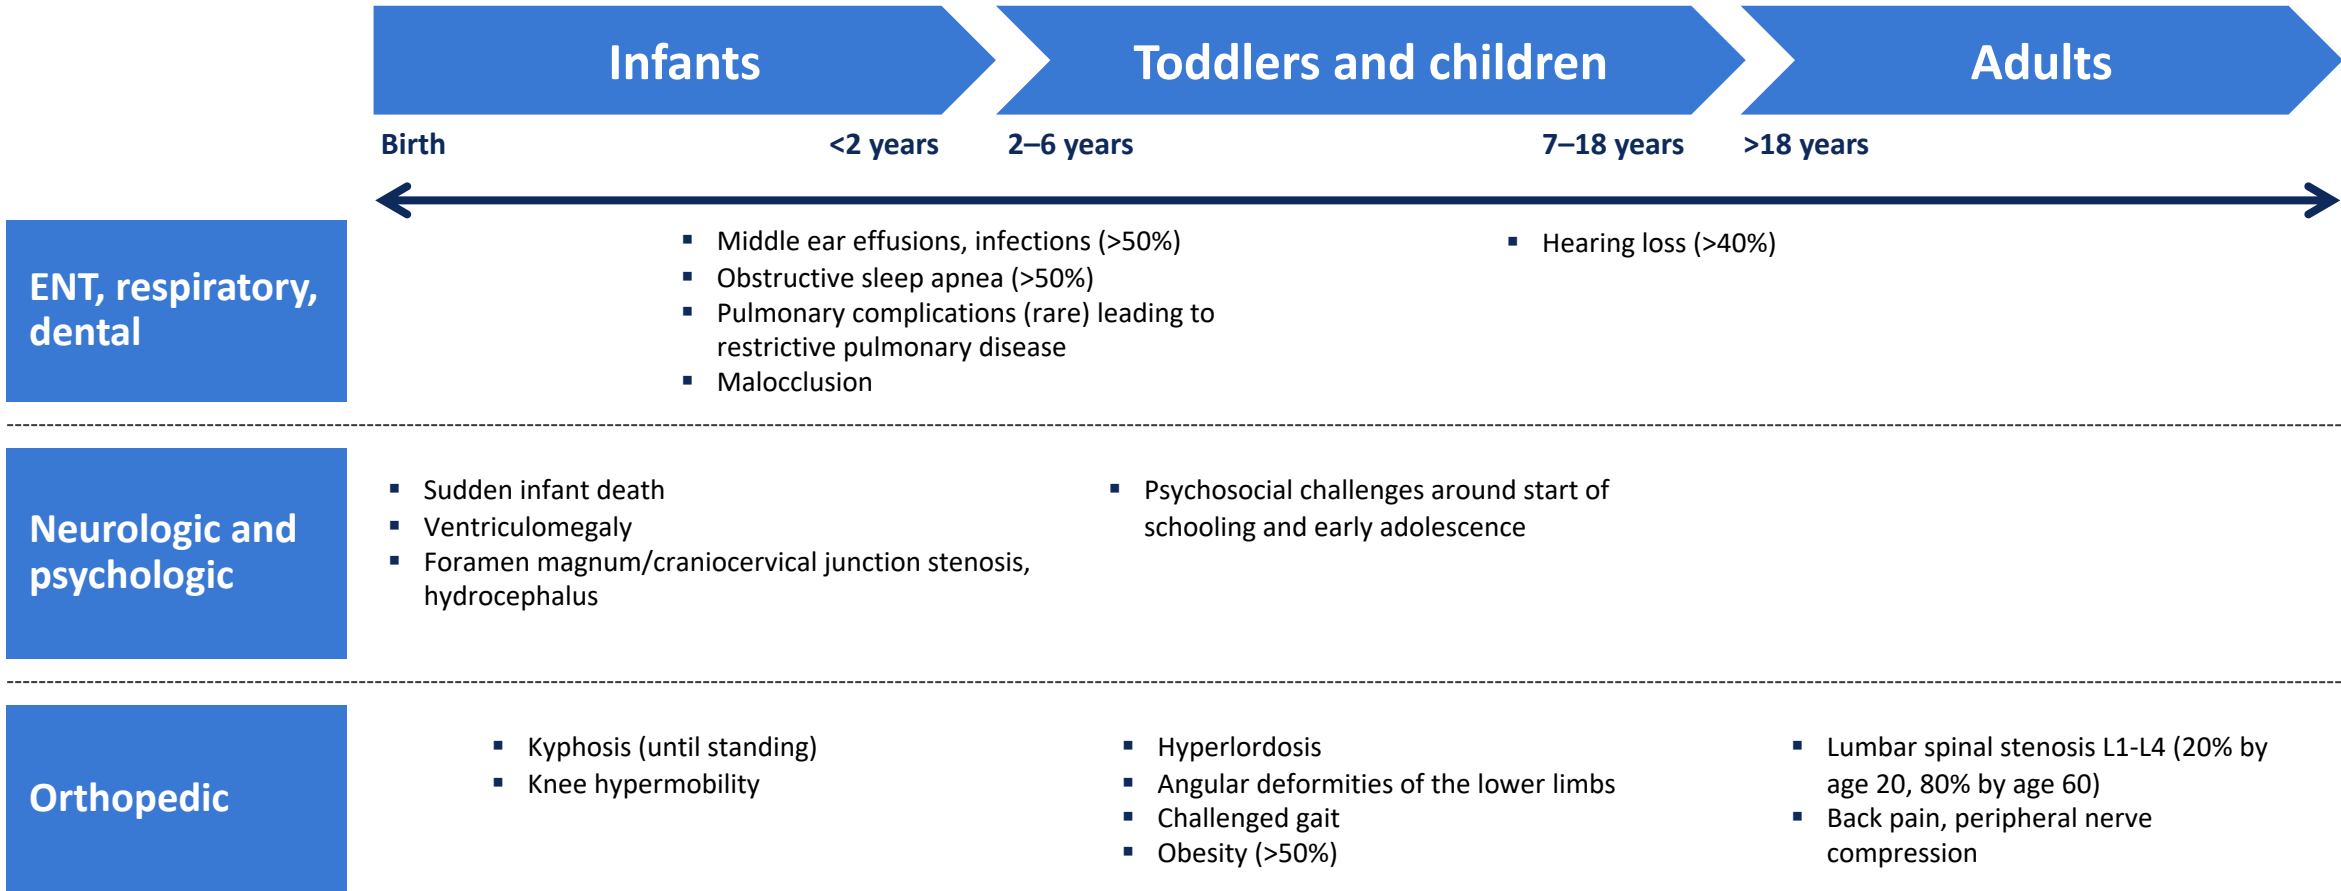 Infants
Toddlers and children
Adults
Birth
<2 years
2–6 years
7–18 years
>18 years
ENT, respiratory,
dental
▪ Middle ear effusions, infections (>50%)
▪ Obstructive sleep apnea (>50%)
▪ Pulmonary complications (rare) leading to
restrictive pulmonary disease
▪ Malocclusion
▪ Hearing loss (>40%)
Neurologic and
psychologic
▪ Sudden infant death
▪ Ventriculomegaly
▪ Foramen magnum/craniocervical junction stenosis,
hydrocephalus
▪ Psychosocial challenges around start of
schooling and early adolescence
Orthopedic
▪ Kyphosis (until standing)
▪ Knee hypermobility
▪ Hyperlordosis
▪ Angular deformities of the lower limbs
▪ Challenged gait
▪ Obesity (>50%)
▪ Lumbar spinal stenosis L1-L4 (20% by
age 20, 80% by age 60)
▪ Back pain, peripheral nerve
compression